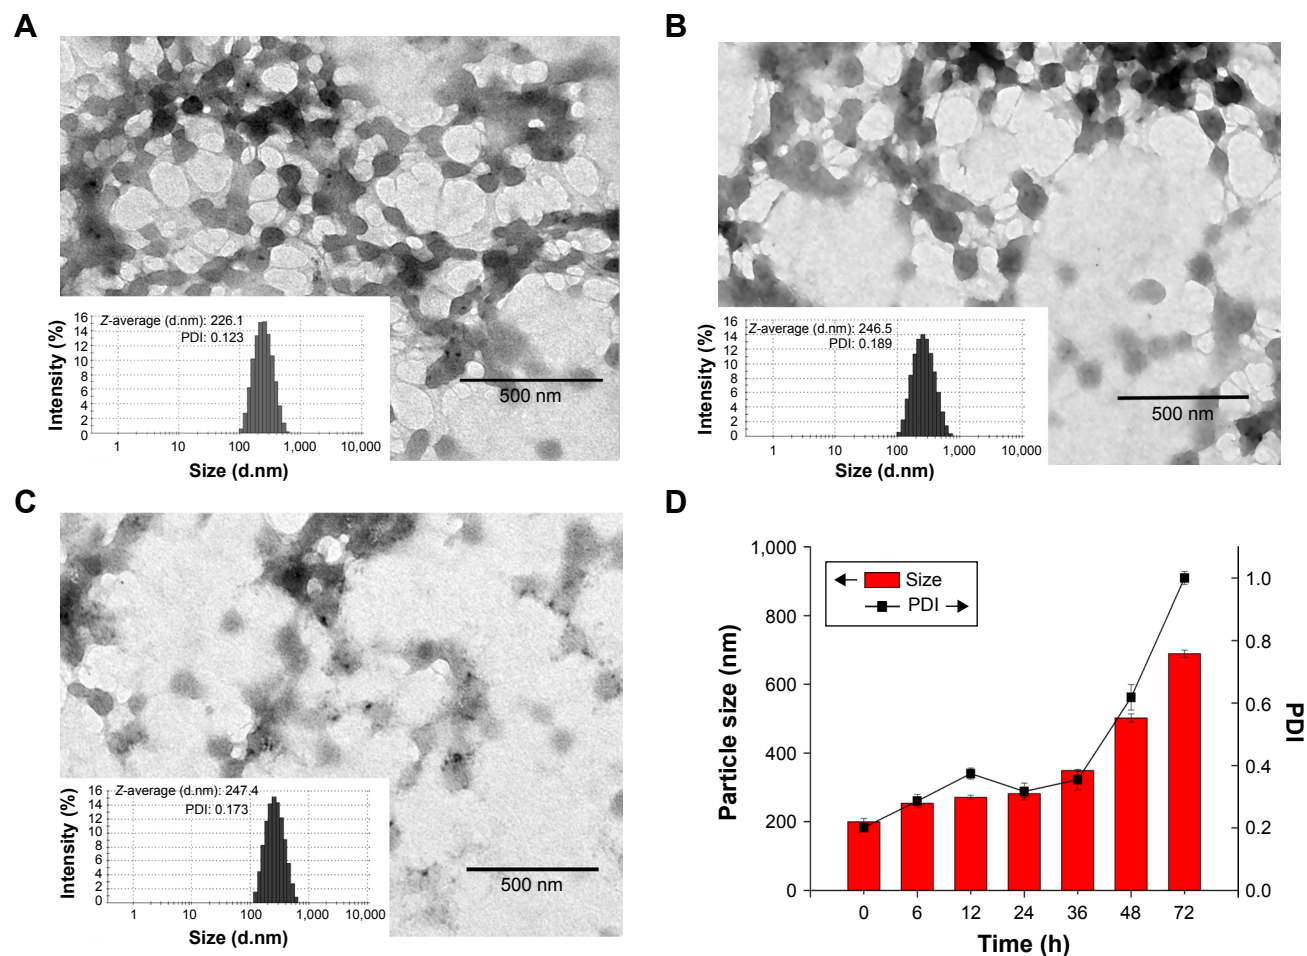 A
Z-average (d.nm): 226.1
PDI: 0.123
Intensity (%)
16
14
12
10
8
6
4
2
0
1 10 100 1,000 10,000
Size (d.nm)
500 nm
B
Z-average (d.nm): 246.5
PDI: 0.189
Intensity (%)
16
14
12
10
8
6
4
2
0
1 10 100 1,000 10,000
Size (d.nm)
500 nm
C
Z-average (d.nm): 247.4
PDI: 0.173
Intensity (%)
16
14
12
10
8
6
4
2
0
1 10 100 1,000 10,000
Size (d.nm)
500 nm
D
Size
PDI
Particle size (nm)
1,000
800
600
400
200
0
PDI
1.0
0.8
0.6
0.4
0.2
0.0
0 6 12 24 36 48 72
Time (h)